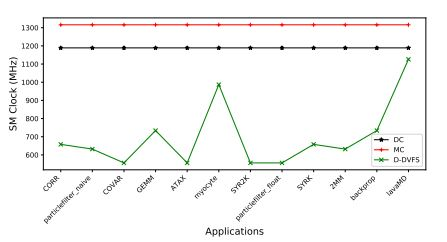 1300
1200
1100
1000
900
800
700
600
SM Clock (MHz)
DC
MC
D-DVFS
CORR
particlefilter_naive
COVAR
GEMM
ATAX
myocyte
SYR2K
particlefilter_float
SYRK
2MM
backprop
lavaMD
Applications